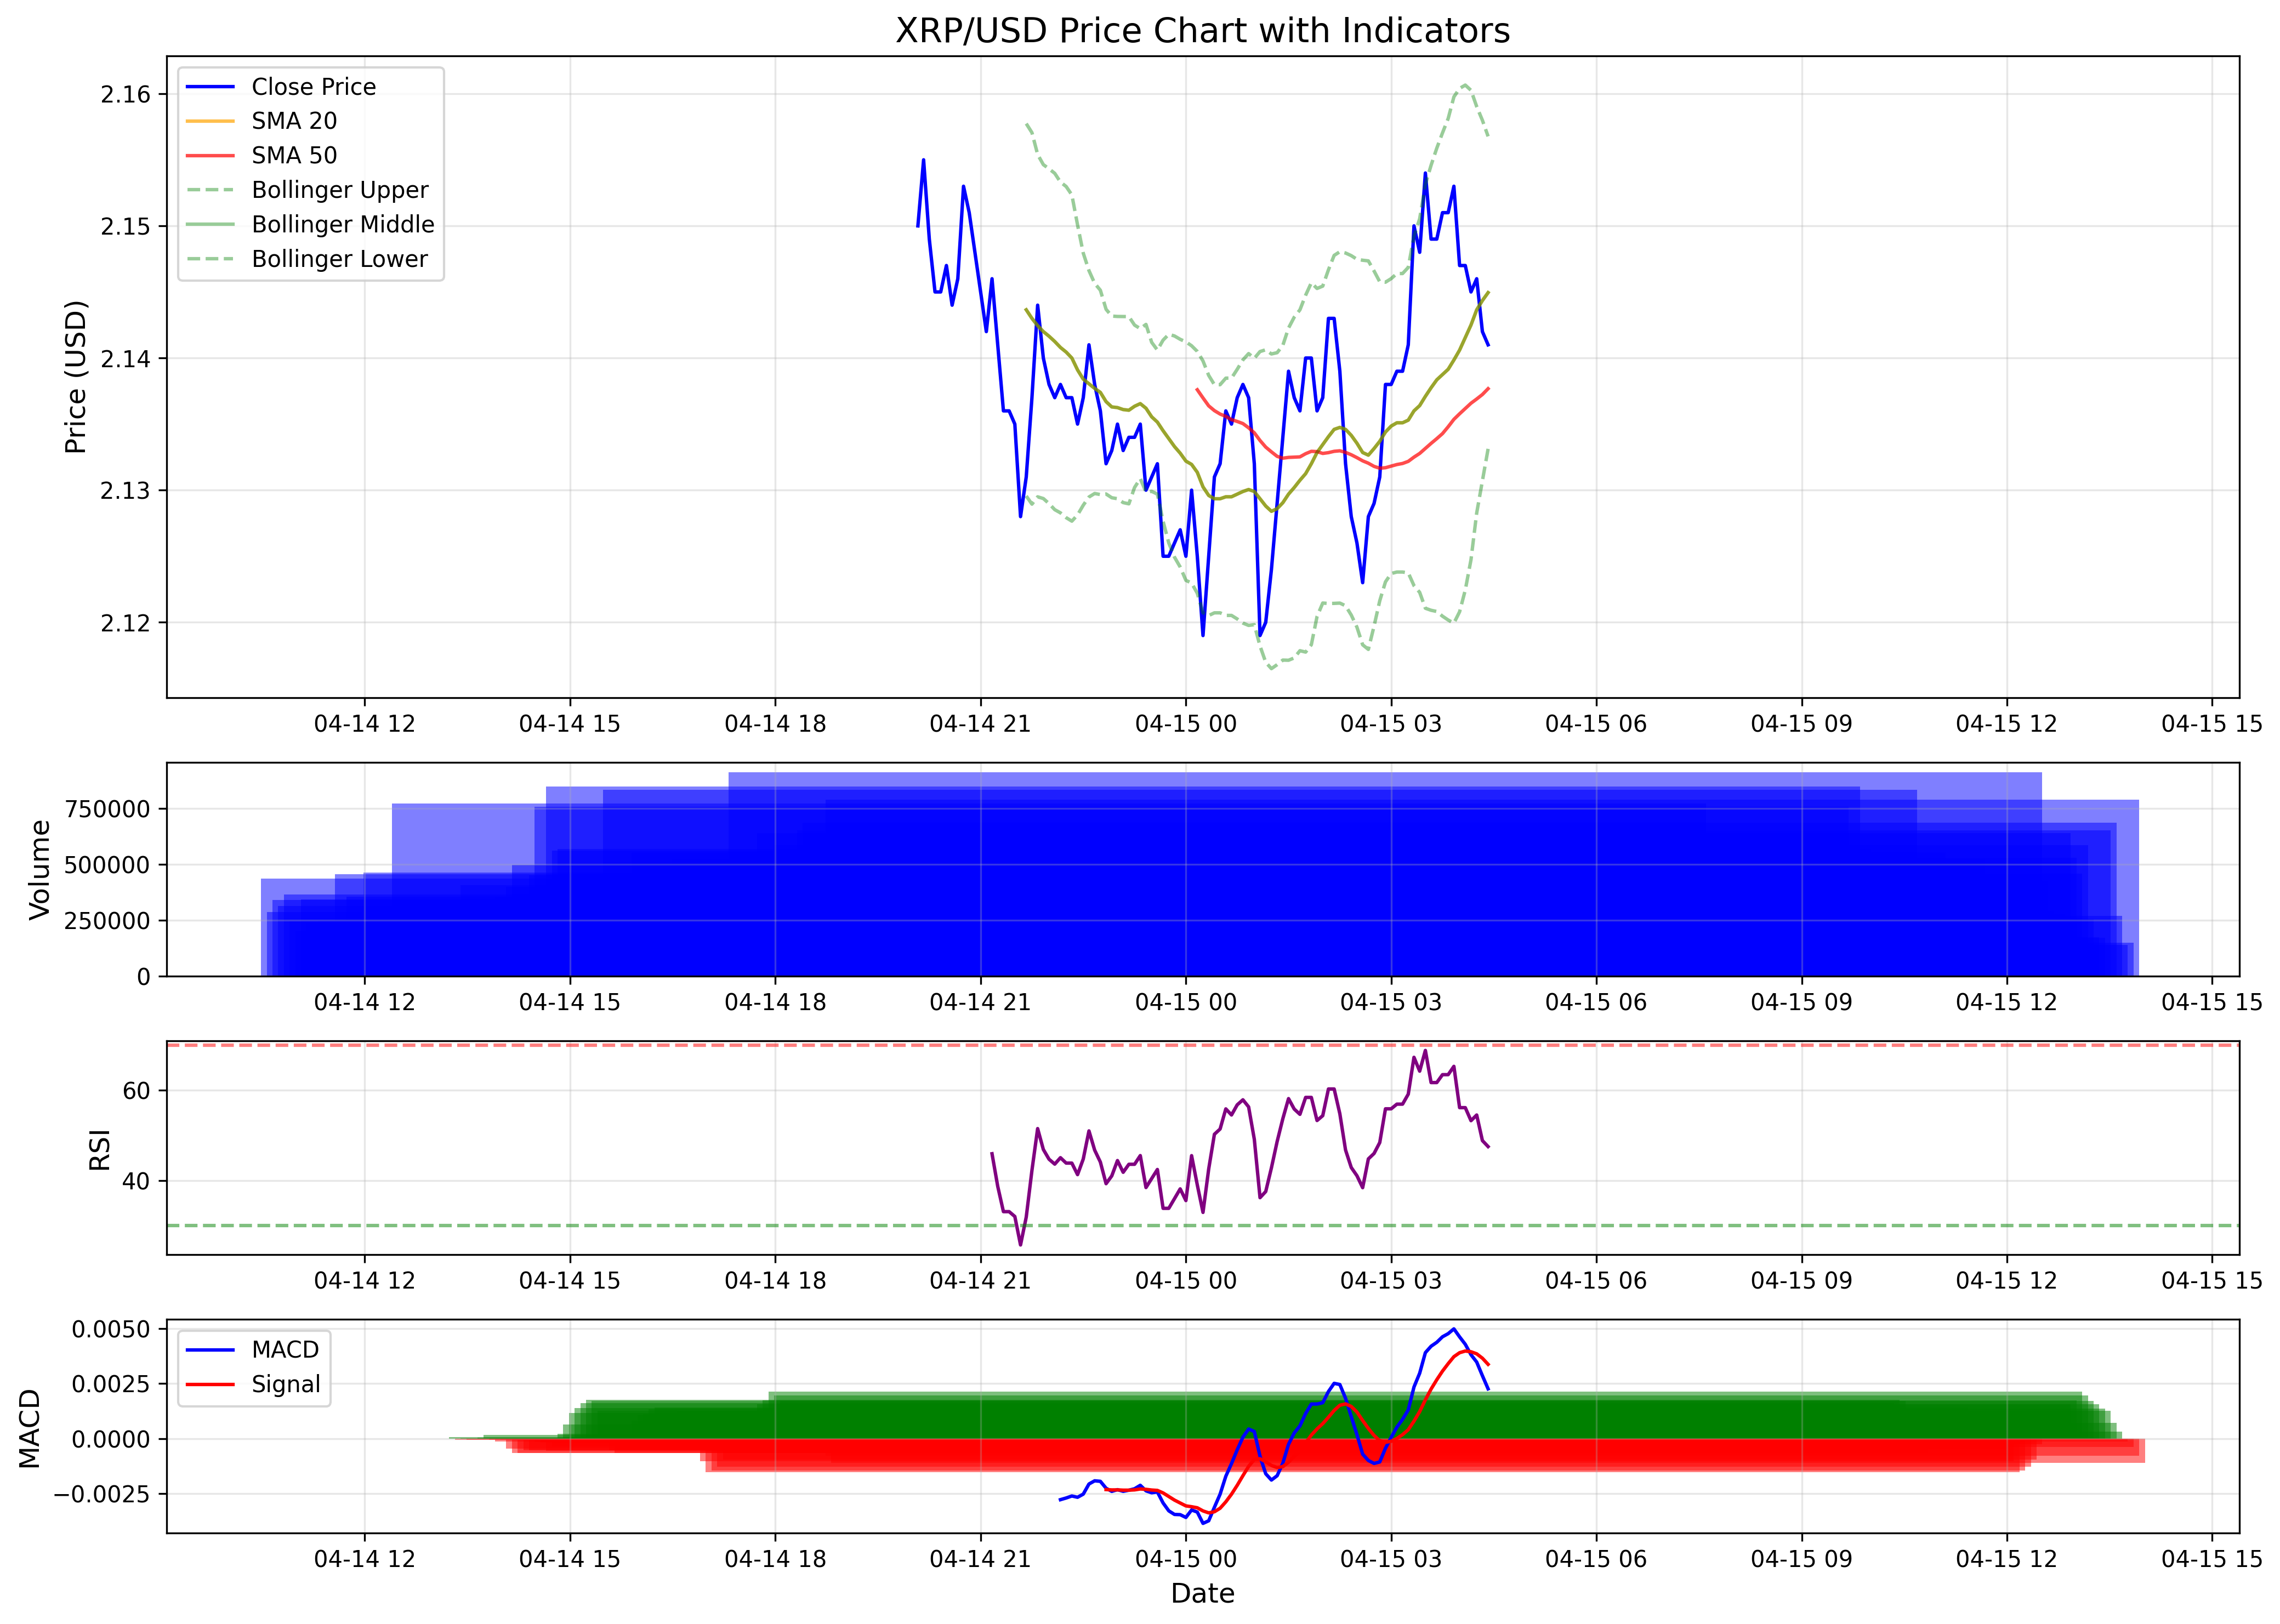 XRP/USD Price Chart with Indicators
Close Price
SMA 20
SMA 50
Bollinger Upper
Bollinger Middle
Bollinger Lower
Price (USD)
2.16
2.15
2.14
2.13
2.12
04-14 12 04-14 15 04-14 18 04-14 21 04-15 00 04-15 03 04-15 06 04-15 09 04-15 12 04-15 15
Volume
750000
500000
250000
0
04-14 12 04-14 15 04-14 18 04-14 21 04-15 00 04-15 03 04-15 06 04-15 09 04-15 12 04-15 15
RSI
60
40
04-14 12 04-14 15 04-14 18 04-14 21 04-15 00 04-15 03 04-15 06 04-15 09 04-15 12 04-15 15
MACD
Signal
MACD
0.0050
0.0025
0.0000
−0.0025
04-14 12 04-14 15 04-14 18 04-14 21 04-15 00 04-15 03 04-15 06 04-15 09 04-15 12 04-15 15
Date